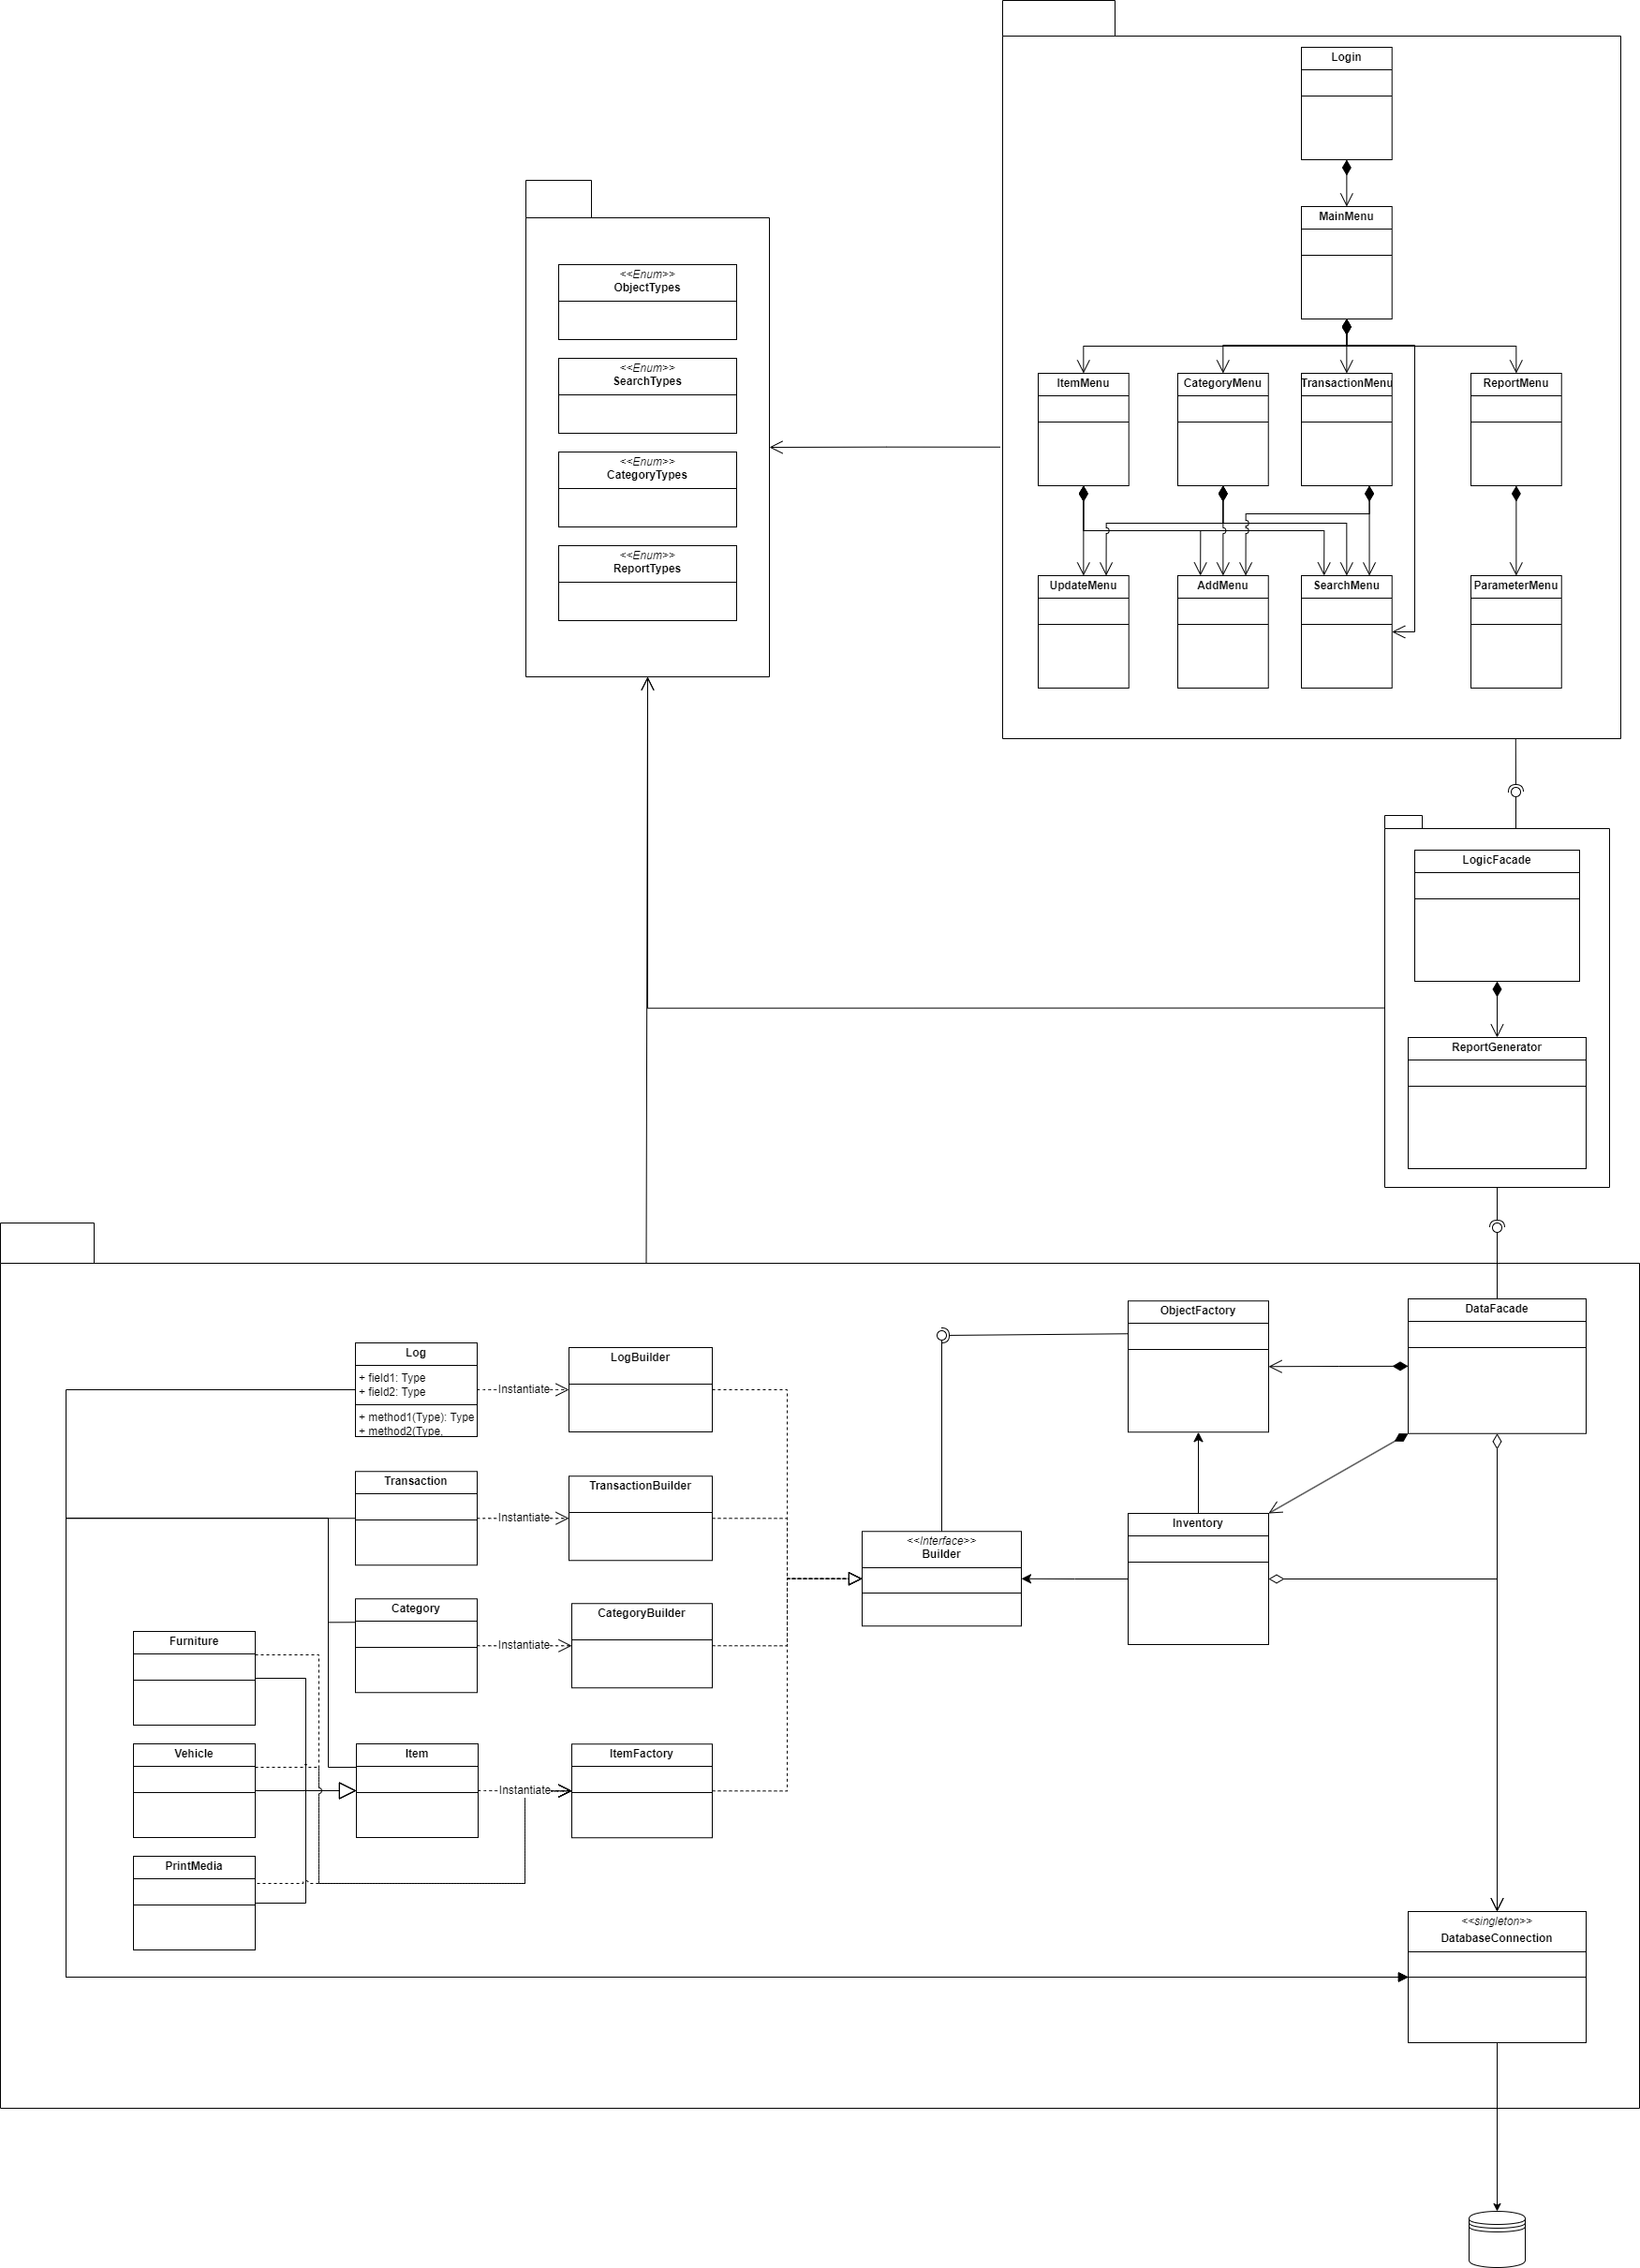 Login
MainMenu
ItemMenu
CategoryMenu
TransactionMenu
ReportMenu
UpdateMenu
AddMenu
SearchMenu
ParameterMenu
<<Enum>>
ObjectTypes
<<Enum>>
SearchTypes
<<Enum>>
CategoryTypes
<<Enum>>
ReportTypes
LogicFacade
ReportGenerator
DataFacade
ObjectFactory
Log
+ field1: Type
+ field2: Type
+ method1(Type): Type
+ method2(Type,
Instantiate
LogBuilder
Transaction
Instantiate
TransactionBuilder
<<Interface>>
Builder
Inventory
Category
Instantiate
CategoryBuilder
Furniture
Vehicle
Item
Instantiate
ItemFactory
PrintMedia
<<singleton>>
DatabaseConnection